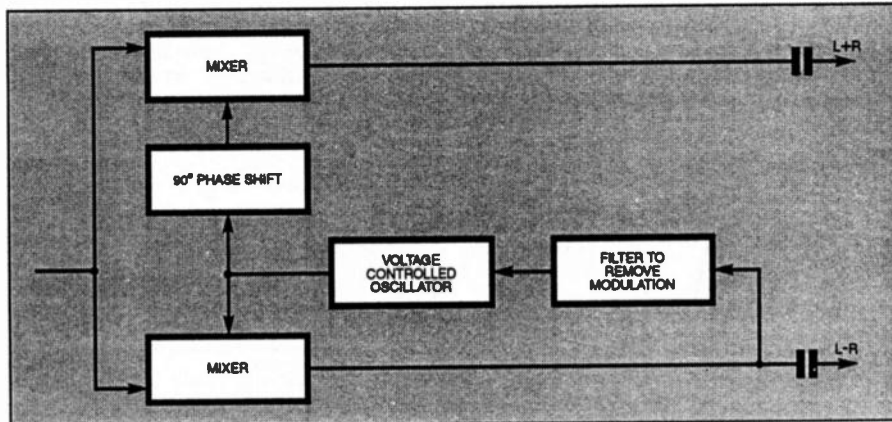 MIXER
L+R
90° PHASE SHIFT
VOLTAGE
CONTROLLED
OSCILLATOR
FILTER TO
REMOVE
MODULATION
MIXER
L-R